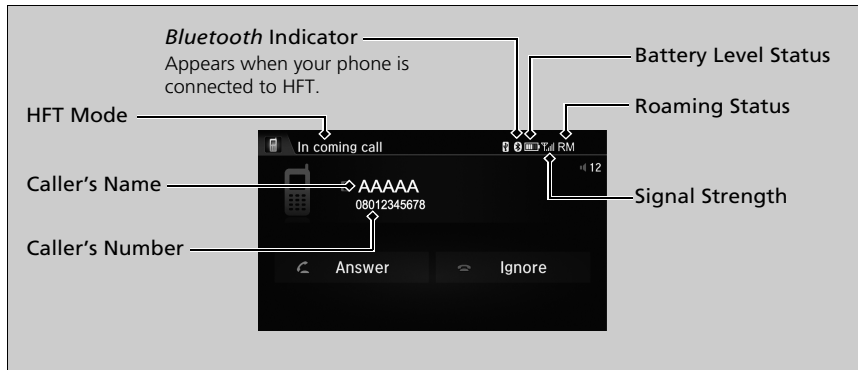 Bluetooth Indicator
Appears when your phone is
connected to HFT.
Battery Level Status
HFT Mode
Roaming Status
In coming call
RM
12
Caller's Name
AAAAA
08012345678
Signal Strength
Caller's Number
Answer
Ignore